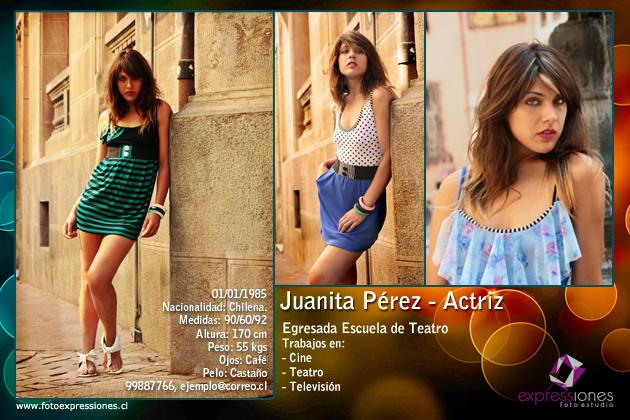 01/01/1985
Nacionalidad: Chilena.
Medidas: 90/60/92
Altura: 170 cm
Peso: 55 kgs
Ojos: Café
Pelo: Castaño
99887766, ejemplo@correo.cl
Juanita Pérez - Actriz
Egresada Escuela de Teatro
Trabajos en:
- Cine
- Teatro
- Televisión
www.fotoexpressiones.cl
expressiones
foto estudio